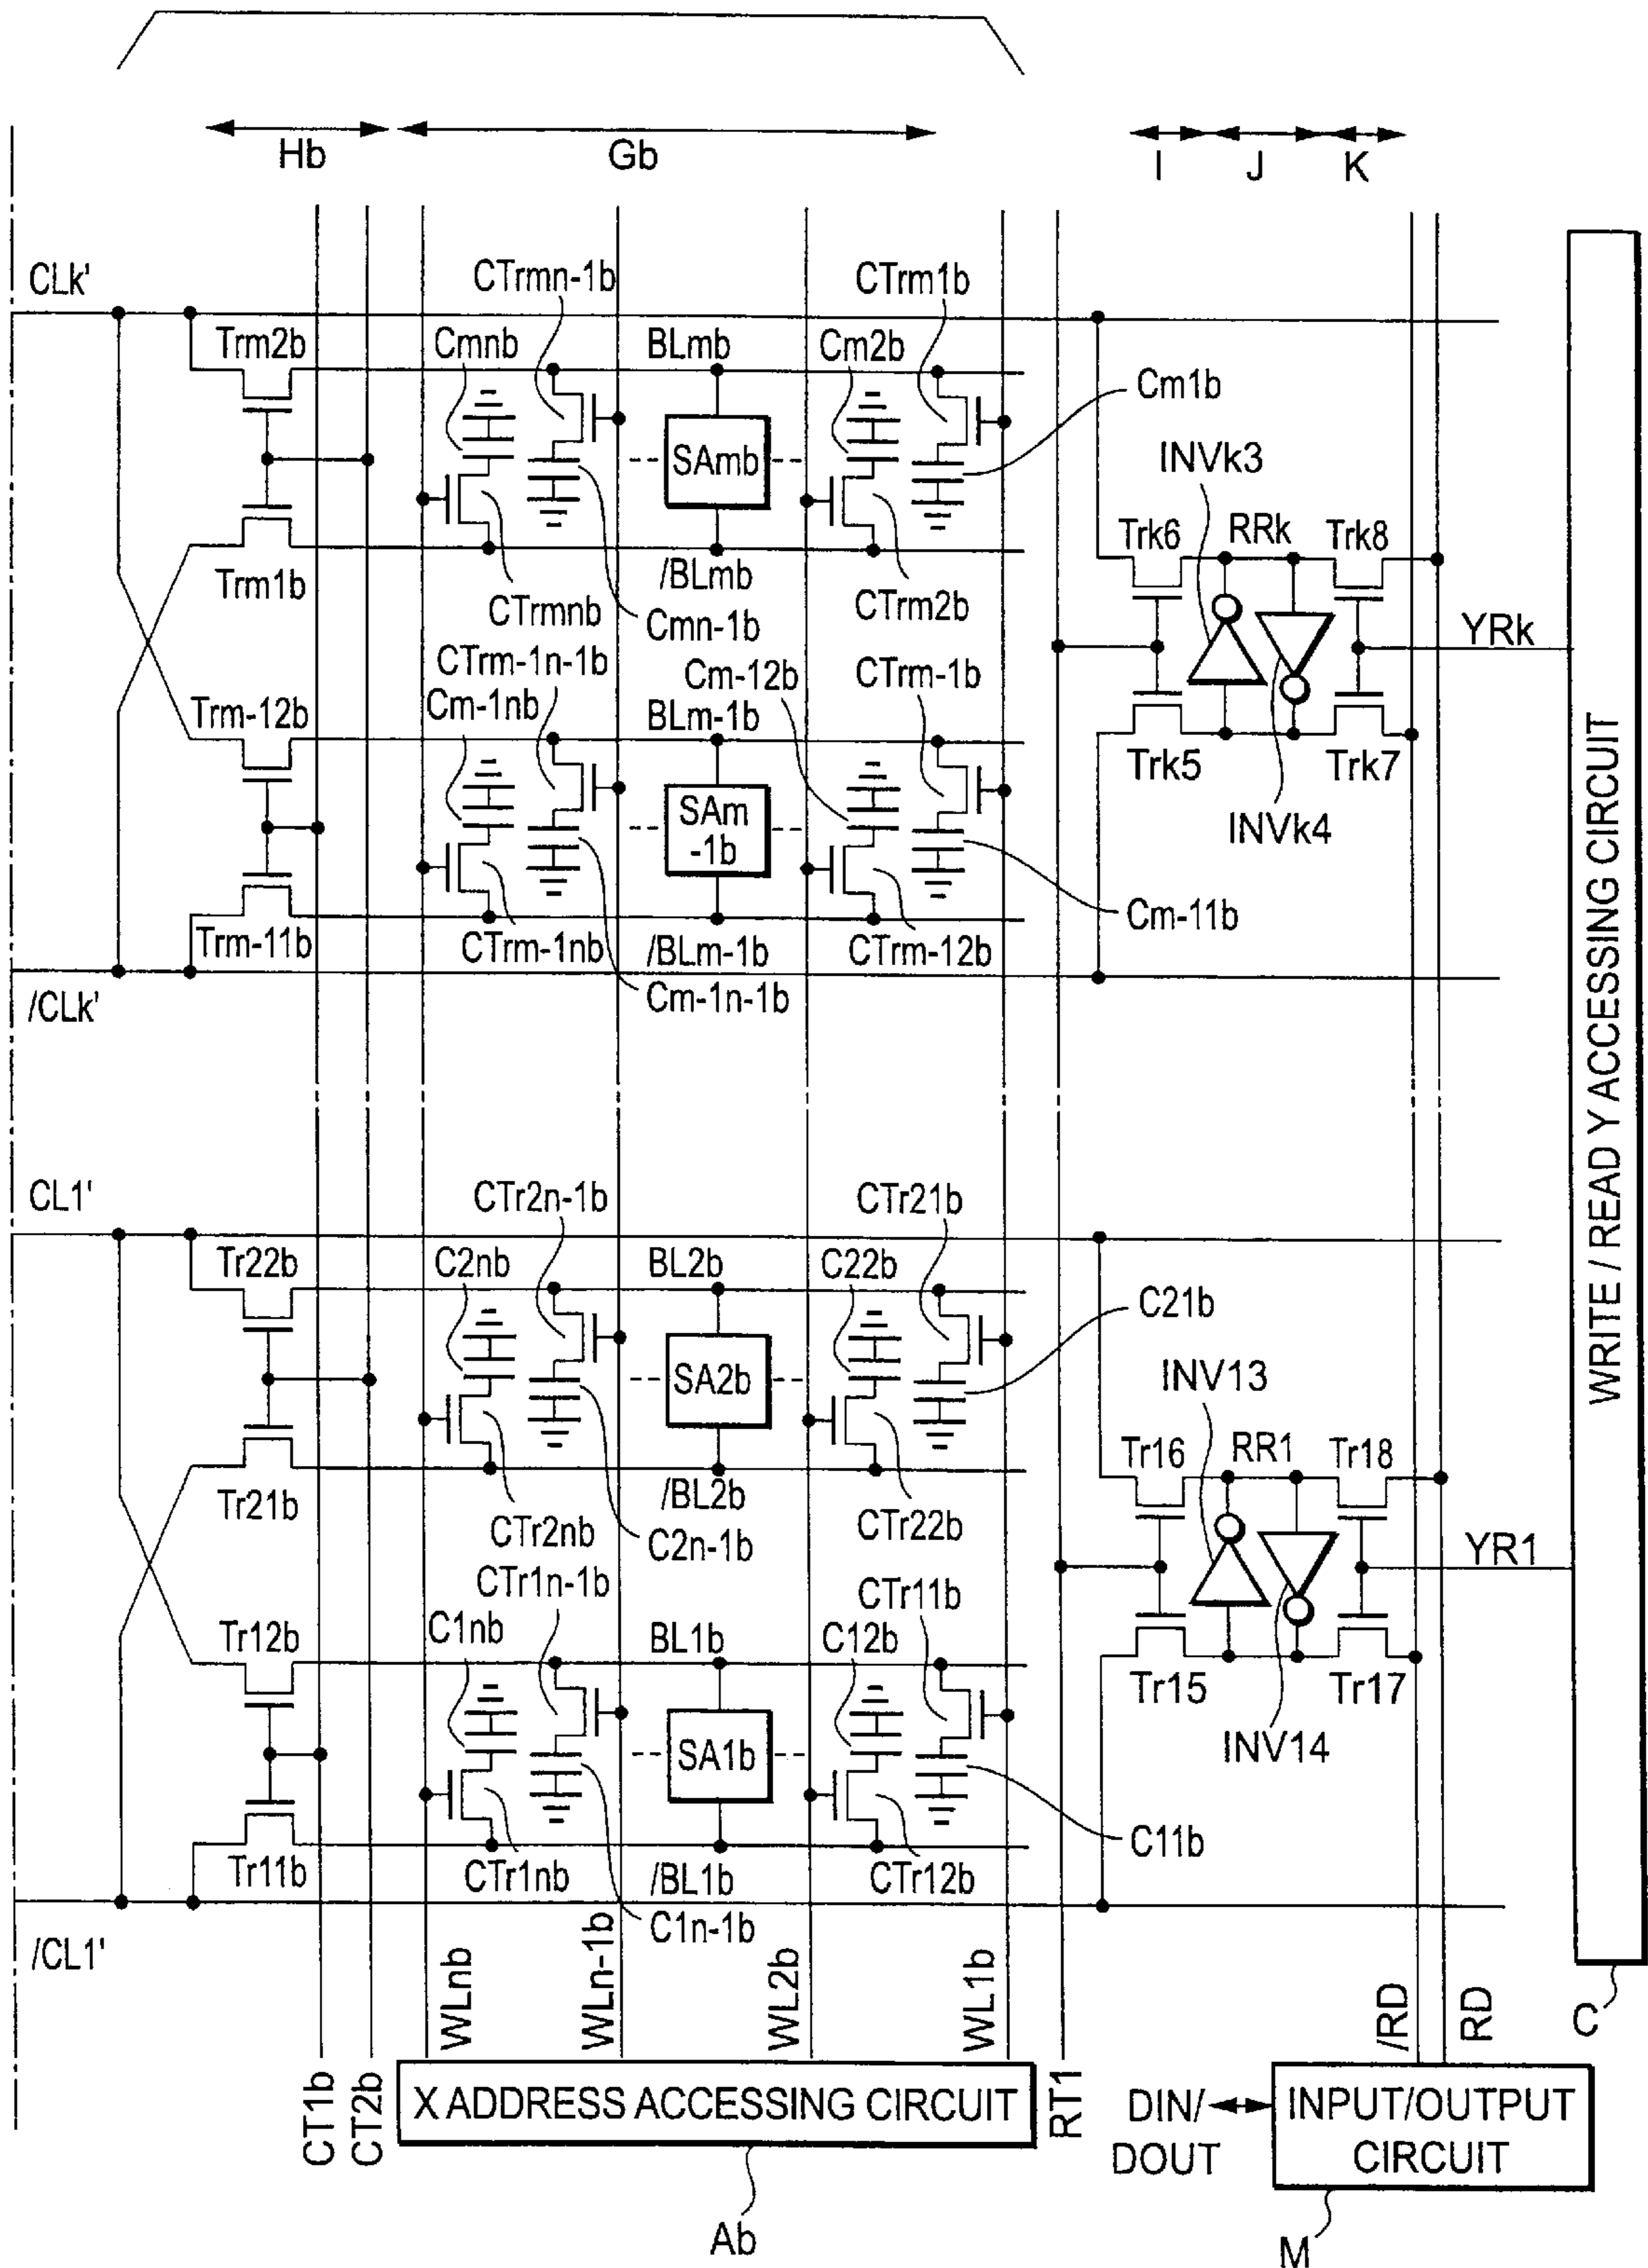 Hb
Gb
I
J
K
CLk'
CTrmn-1b
CTrm1b
Trm2b
Cmnb
BLmb
Cm2b
Cm1b
SAmb
INVk3
Trk6
RRk
Trk8
Trm1b
/BLmb
CTrmnb
Cmn-1b
CTrm2b
YRk
CTrm-1n-1b
Cm-12b
CTrm-1b
Cm-1nb
Trm-12b
BLm-1b
Trk5
Trk7
SAm
-1b
INVk4
Trm-11b
CTrm-1nb
/BLm-1b
CTrm-12b
Cm-11b
/CLk'
Cm-1n-1b
WRITE / READ Y ACCESSING CIRCUIT
CL1'
CTr2n-1b
CTr21b
Tr22b
C2nb
BL2b
C22b
C21b
SA2b
INV13
Tr16
RR1
Tr18
Tr21b
/BL2b
CTr2nb
C2n-1b
CTr22b
YR1
CTr1n-1b
CTr11b
C1nb
Tr12b
BL1b
C12b
Tr15
Tr17
SA1b
INV14
Tr11b
CTr1nb
/BL1b
CTr12b
C11b
C1n-1b
/CL1'
WLnb
WLn-1b
WL2b
WL1b
/RD
RD
C
CT1b
CT2b
X ADDRESS ACCESSING CIRCUIT
RT1
DIN/
DOUT
INPUT/OUTPUT
CIRCUIT
Ab
M